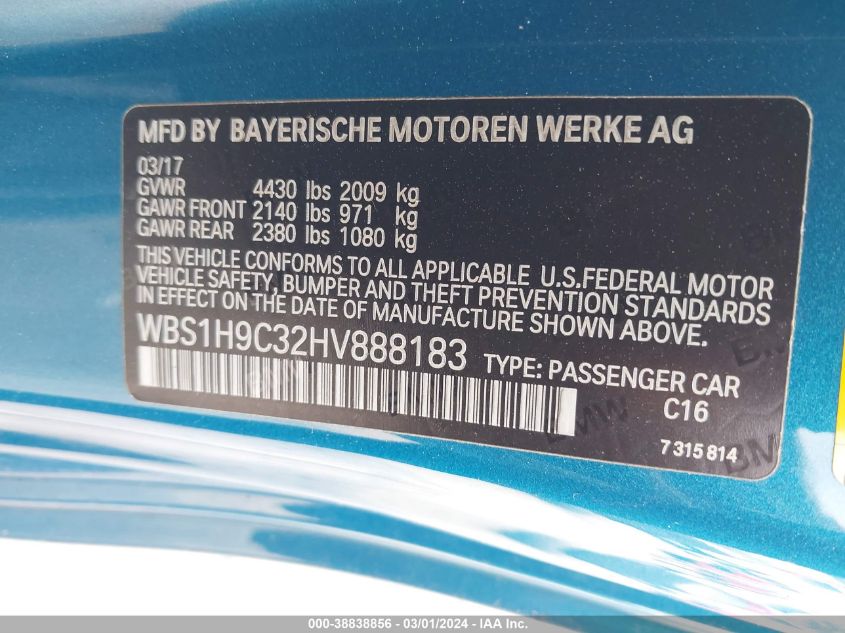 MFD BY BAYERISCHE MOTOREN WERKE AG
03/17
GVWR 4430 lbs 2009 kg
GAWR FRONT 2140 lbs 971 kg
GAWR REAR 2380 lbs 1080 kg
THIS VEHICLE CONFORMS TO ALL APPLICABLE U.S.FEDERAL MOTOR
VEHICLE SAFETY, BUMPER AND THEFT PREVENTION STANDARDS
IN EFFECT ON THE DATE OF MANUFACTURE SHOWN ABOVE.
WBS1H9C32HV888183 TYPE: PASSENGER CAR
C16
7315814
BMW
000-38838856 - 03/01/2024 - IAA Inc.